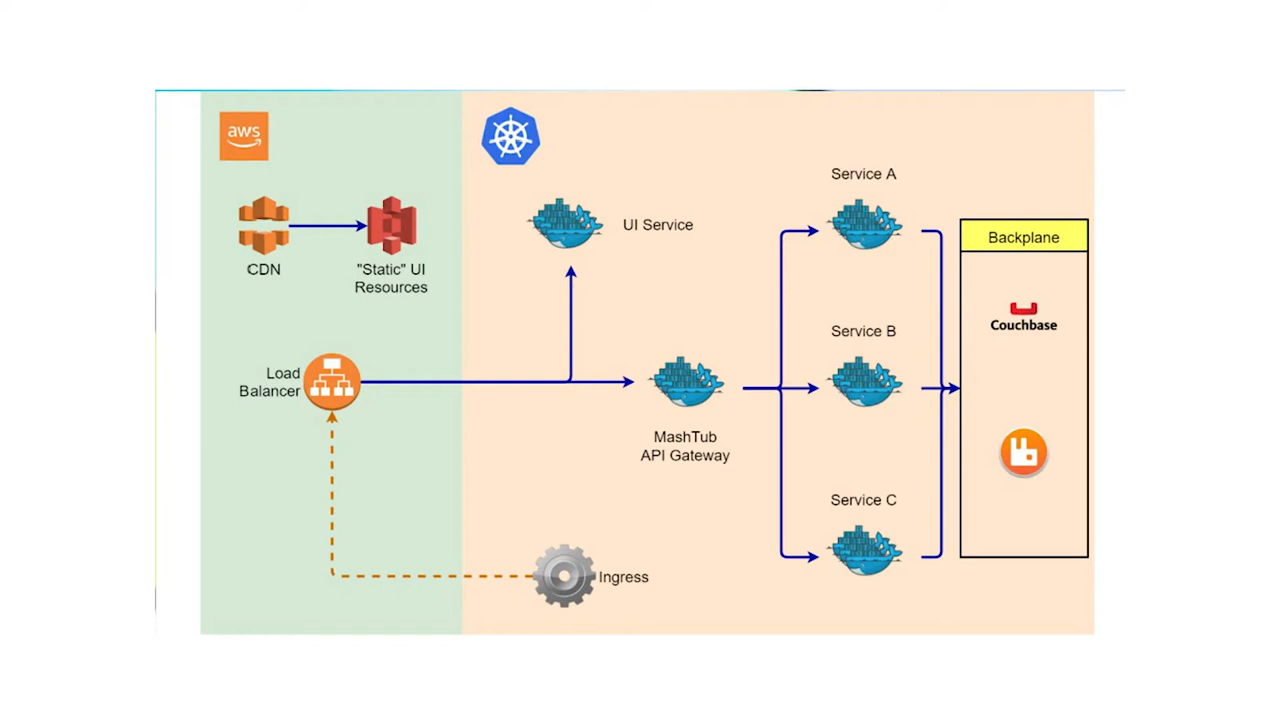 aws
CDN
"Static" UI
Resources
UI Service
Load
Balancer
MashTub
API Gateway
Ingress
Service A
Service B
Service C
Backplane
Couchbase